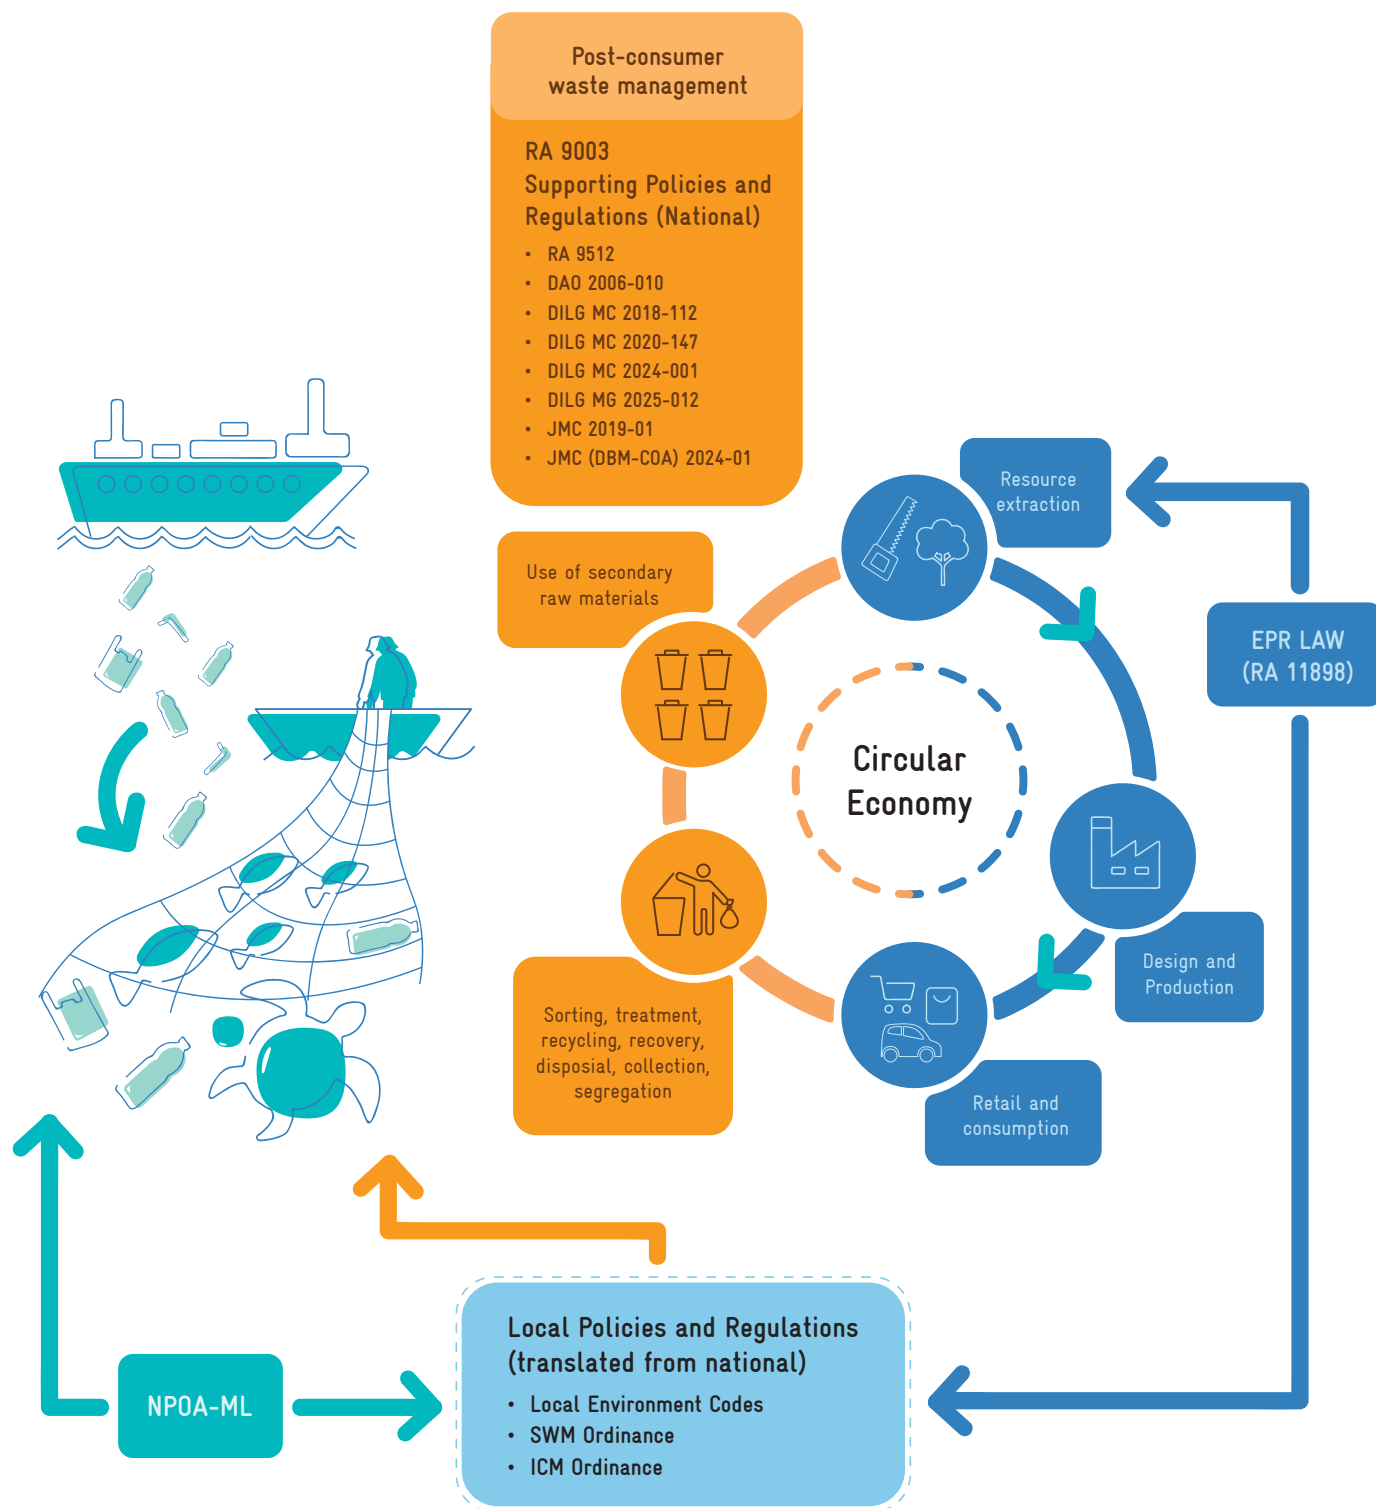 Post-consumer
waste management
RA 9003
Supporting Policies and
Regulations (National)
• RA 9512
• DAO 2006-010
• DILG MC 2018-112
• DILG MC 2020-147
• DILG MC 2024-001
• DILG MG 2025-012
• JMC 2019-01
• JMC (DBM-COA) 2024-01
Resource
extraction
Use of secondary
raw materials
EPR LAW
(RA 11898)
Circular
Economy
Design and
Production
Sorting, treatment,
recycling, recovery,
disposial, collection,
segregation
Retail and
consumption
Local Policies and Regulations
(translated from national)
• Local Environment Codes
• SWM Ordinance
• ICM Ordinance
NPOA-ML